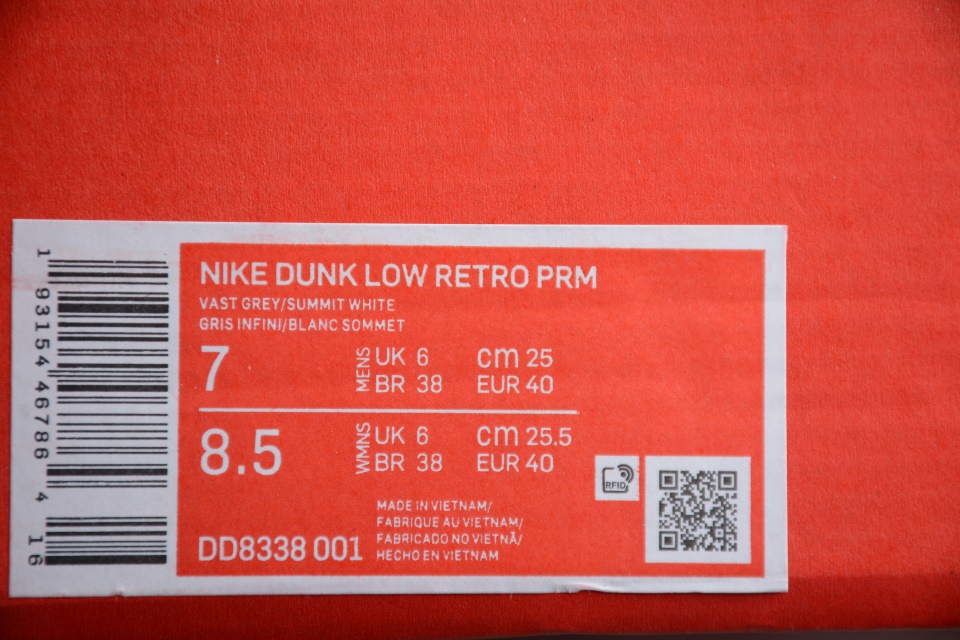 NIKE DUNK LOW RETRO PRM
VAST GREY/SUMMIT WHITE
GRIS INFINI/BLANC SOMMET
7 MENS UK 6 cm 25
BR 38 EUR 40
8.5 WMNS UK 6 cm 25.5
BR 38 EUR 40
RFID
MADE IN VIETNAM/
FABRIQUE AU VIETNAM/
FABRICADO NO VIETNÃ/
HECHO EN VIETNAM
DD8338 001
1 93154 46786 4 16